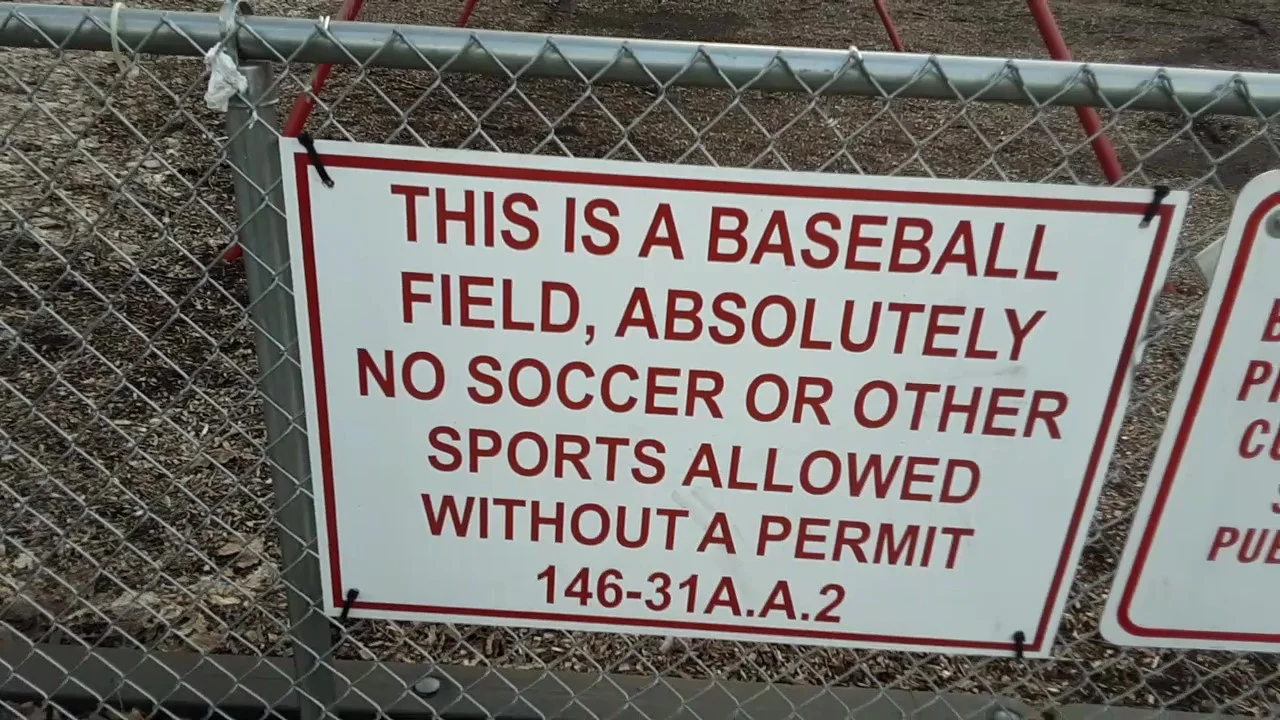 THIS IS A BASEBALL
FIELD, ABSOLUTELY
NO SOCCER OR OTHER
SPORTS ALLOWED
WITHOUT A PERMIT
146-31A.A.2